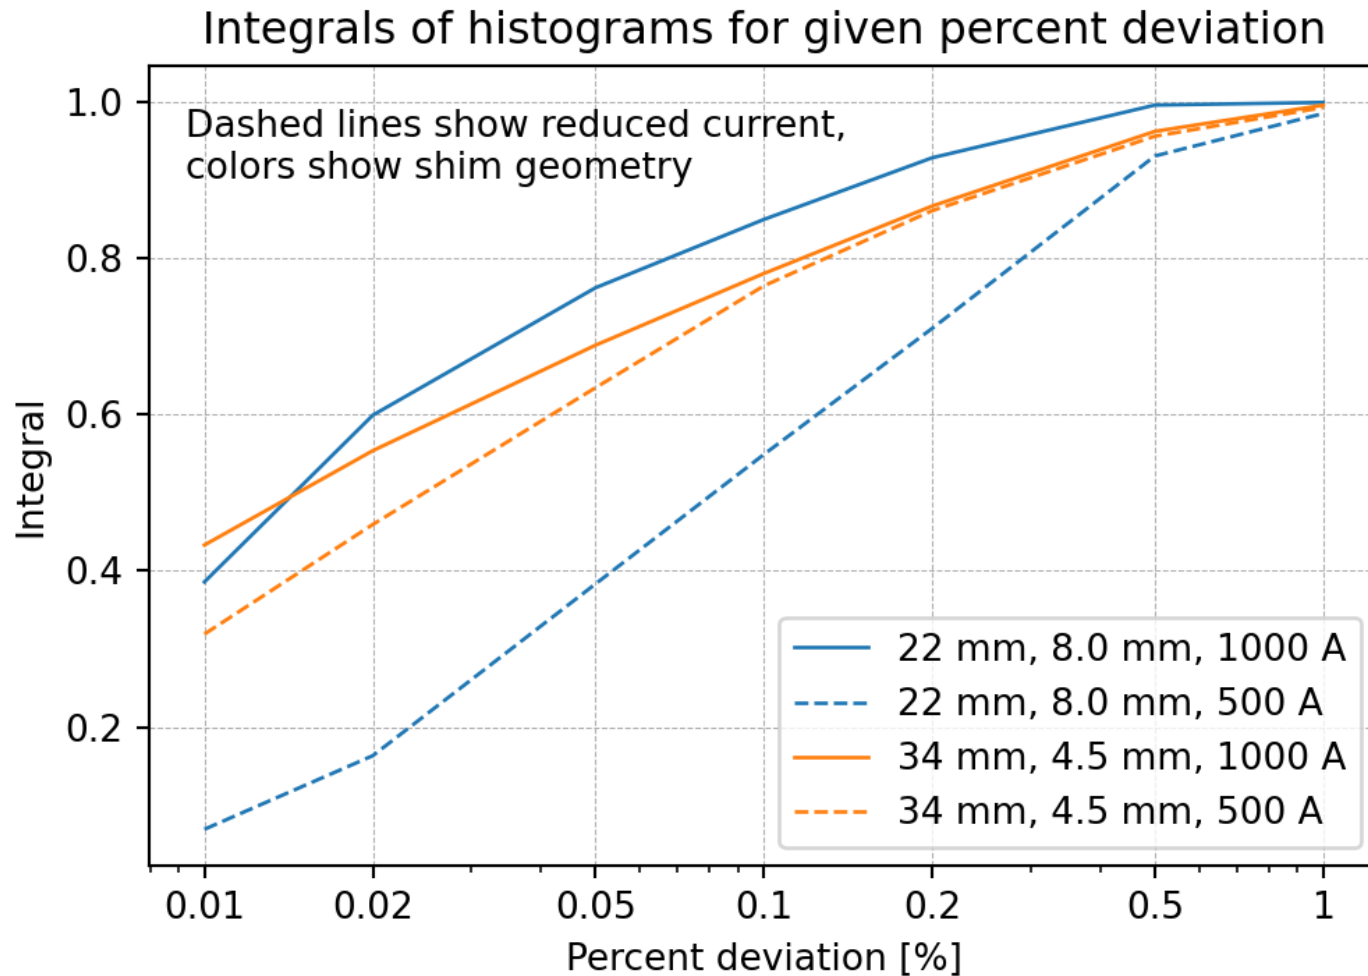 Integrals of histograms for given percent deviation
Dashed lines show reduced current,
colors show shim geometry
Integral
1.0
0.8
0.6
0.4
0.2
22 mm, 8.0 mm, 1000 A
22 mm, 8.0 mm, 500 A
34 mm, 4.5 mm, 1000 A
34 mm, 4.5 mm, 500 A
0.01 0.02 0.05 0.1 0.2 0.5 1
Percent deviation [%]